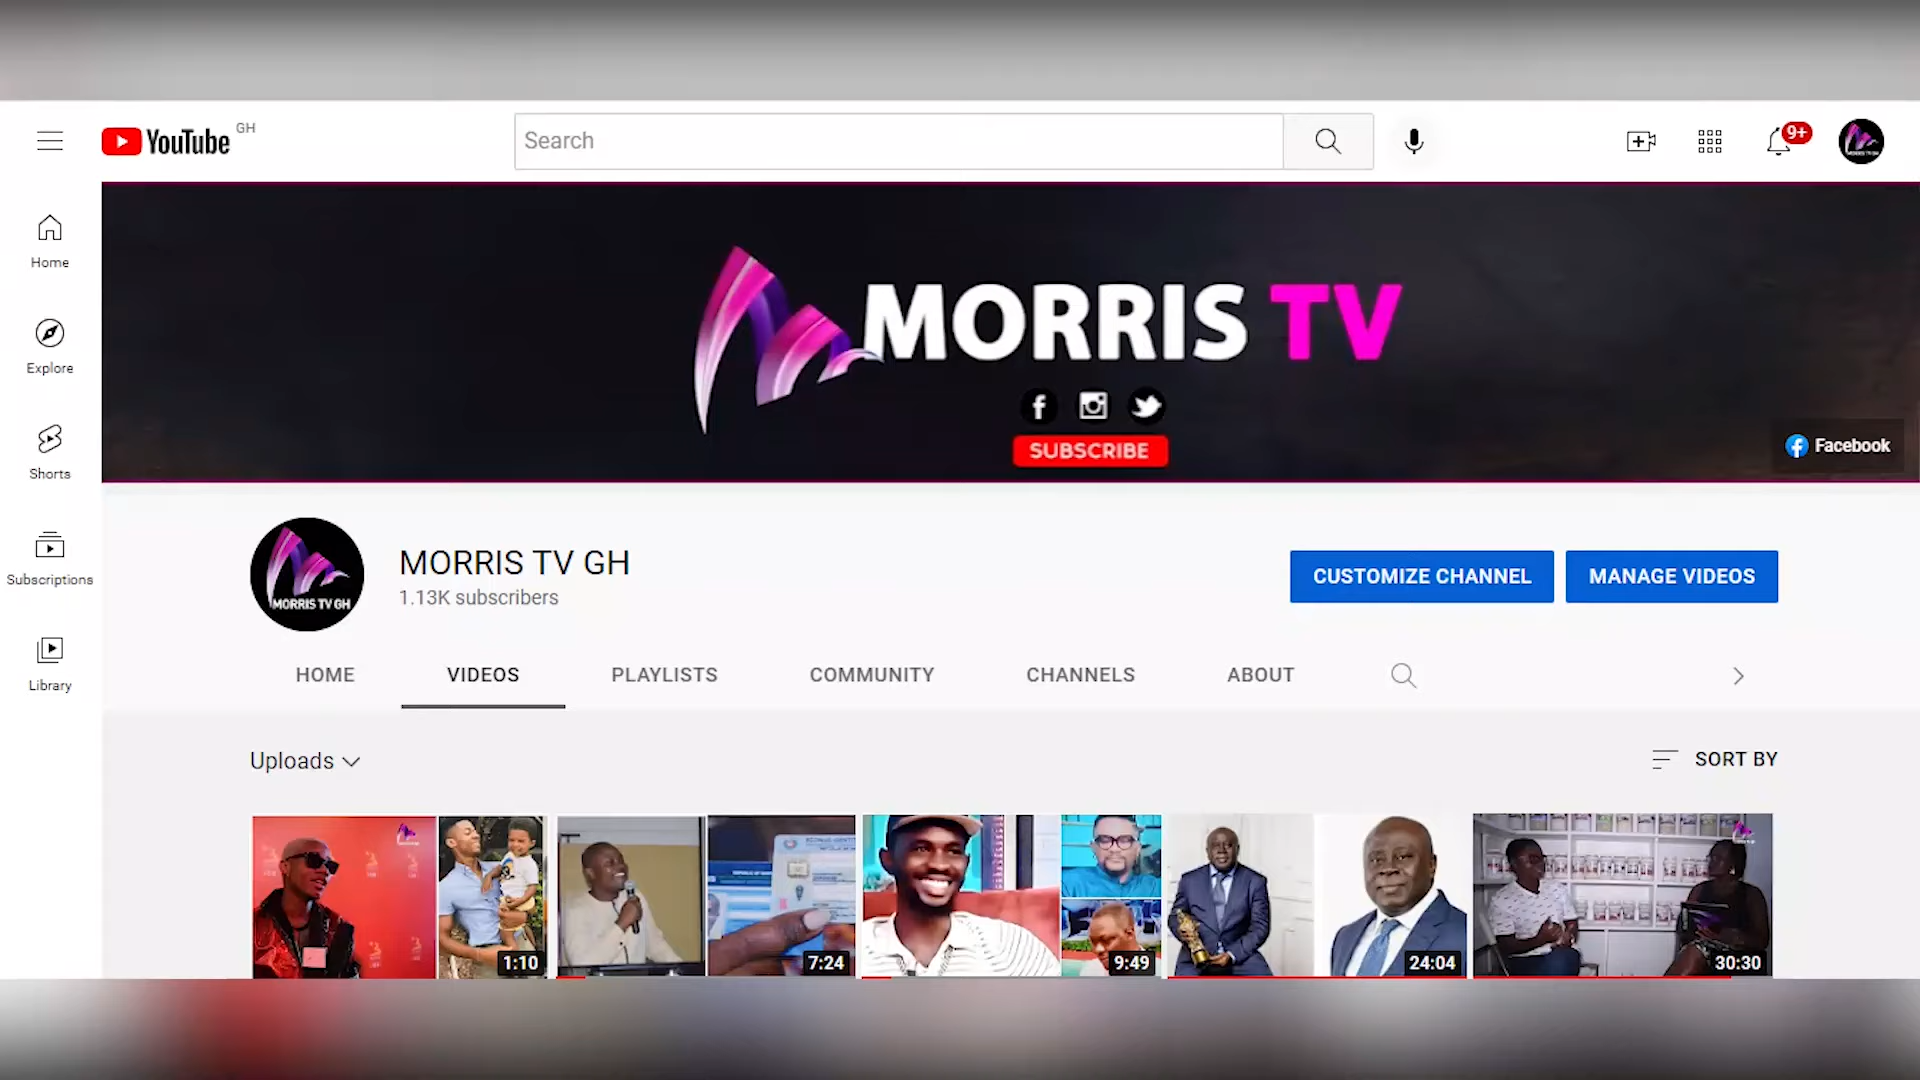 YouTube GH
Search
9+
Home
Explore
Shorts
Subscriptions
Library
MORRIS TV
SUBSCRIBE
Facebook
MORRIS TV GH
MORRIS TV GH
1.13K subscribers
CUSTOMIZE CHANNEL
MANAGE VIDEOS
HOME
VIDEOS
PLAYLISTS
COMMUNITY
CHANNELS
ABOUT
Uploads
SORT BY
1:10
7:24
9:49
24:04
30:30